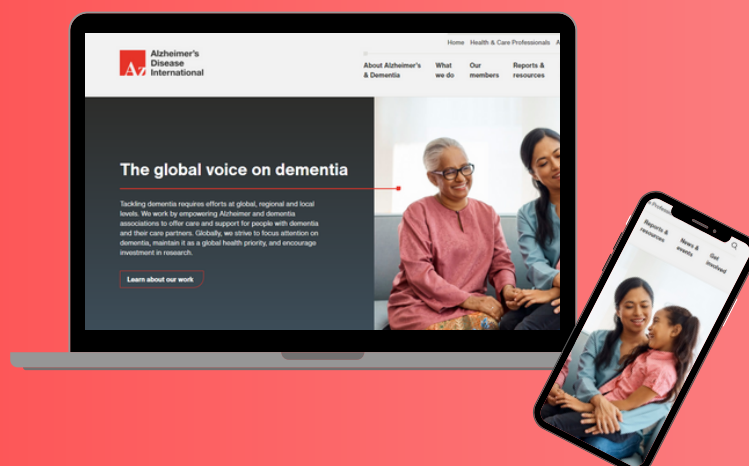 Home Health & Care Professionals A
Alzheimer's
Disease
International
Az
About Alzheimer's
& Dementia
What
we do
Our
members
Reports &
resources
The global voice on dementia
Tackling dementia requires efforts at global, regional and local
levels. We work by empowering Alzheimer and dementia
associations to offer care and support for people with dementia
and their care partners. Globally, we strive to focus attention on
dementia, maintain it as a global health priority, and encourage
investment in research.
Learn about our work
Reports &
resources
News &
events
Get
involved